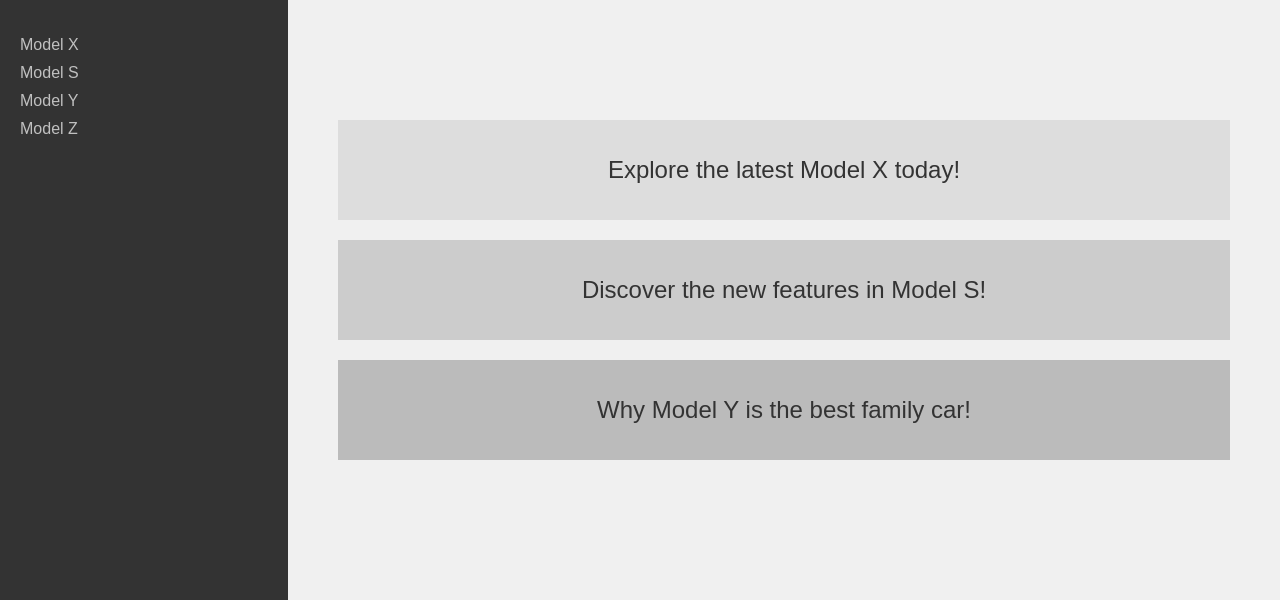 Model X
Model S
Model Y
Model Z
Explore the latest Model X today!
Discover the new features in Model S!
Why Model Y is the best family car!